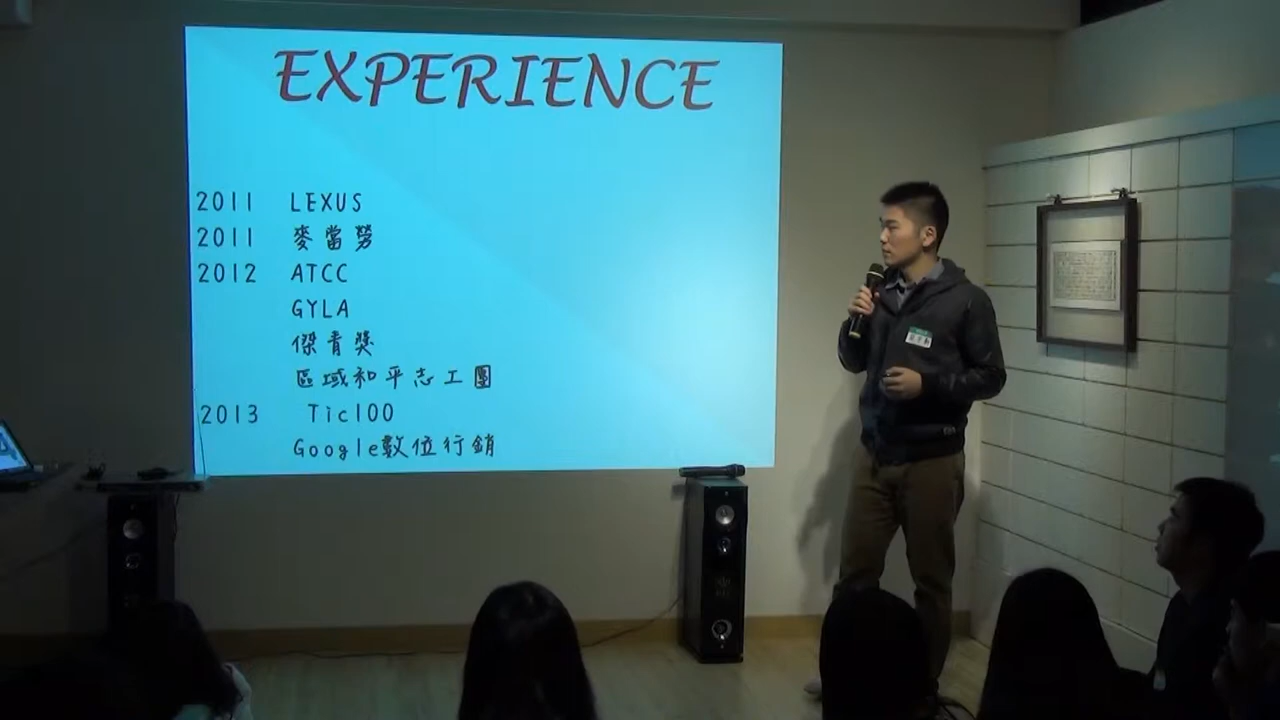 EXPERIENCE
2011 LEXUS
2011 麥當勞
2012 ATCC
GYLA
傑青獎
區域和平志工團
2013 Tic100
Google數位行銷